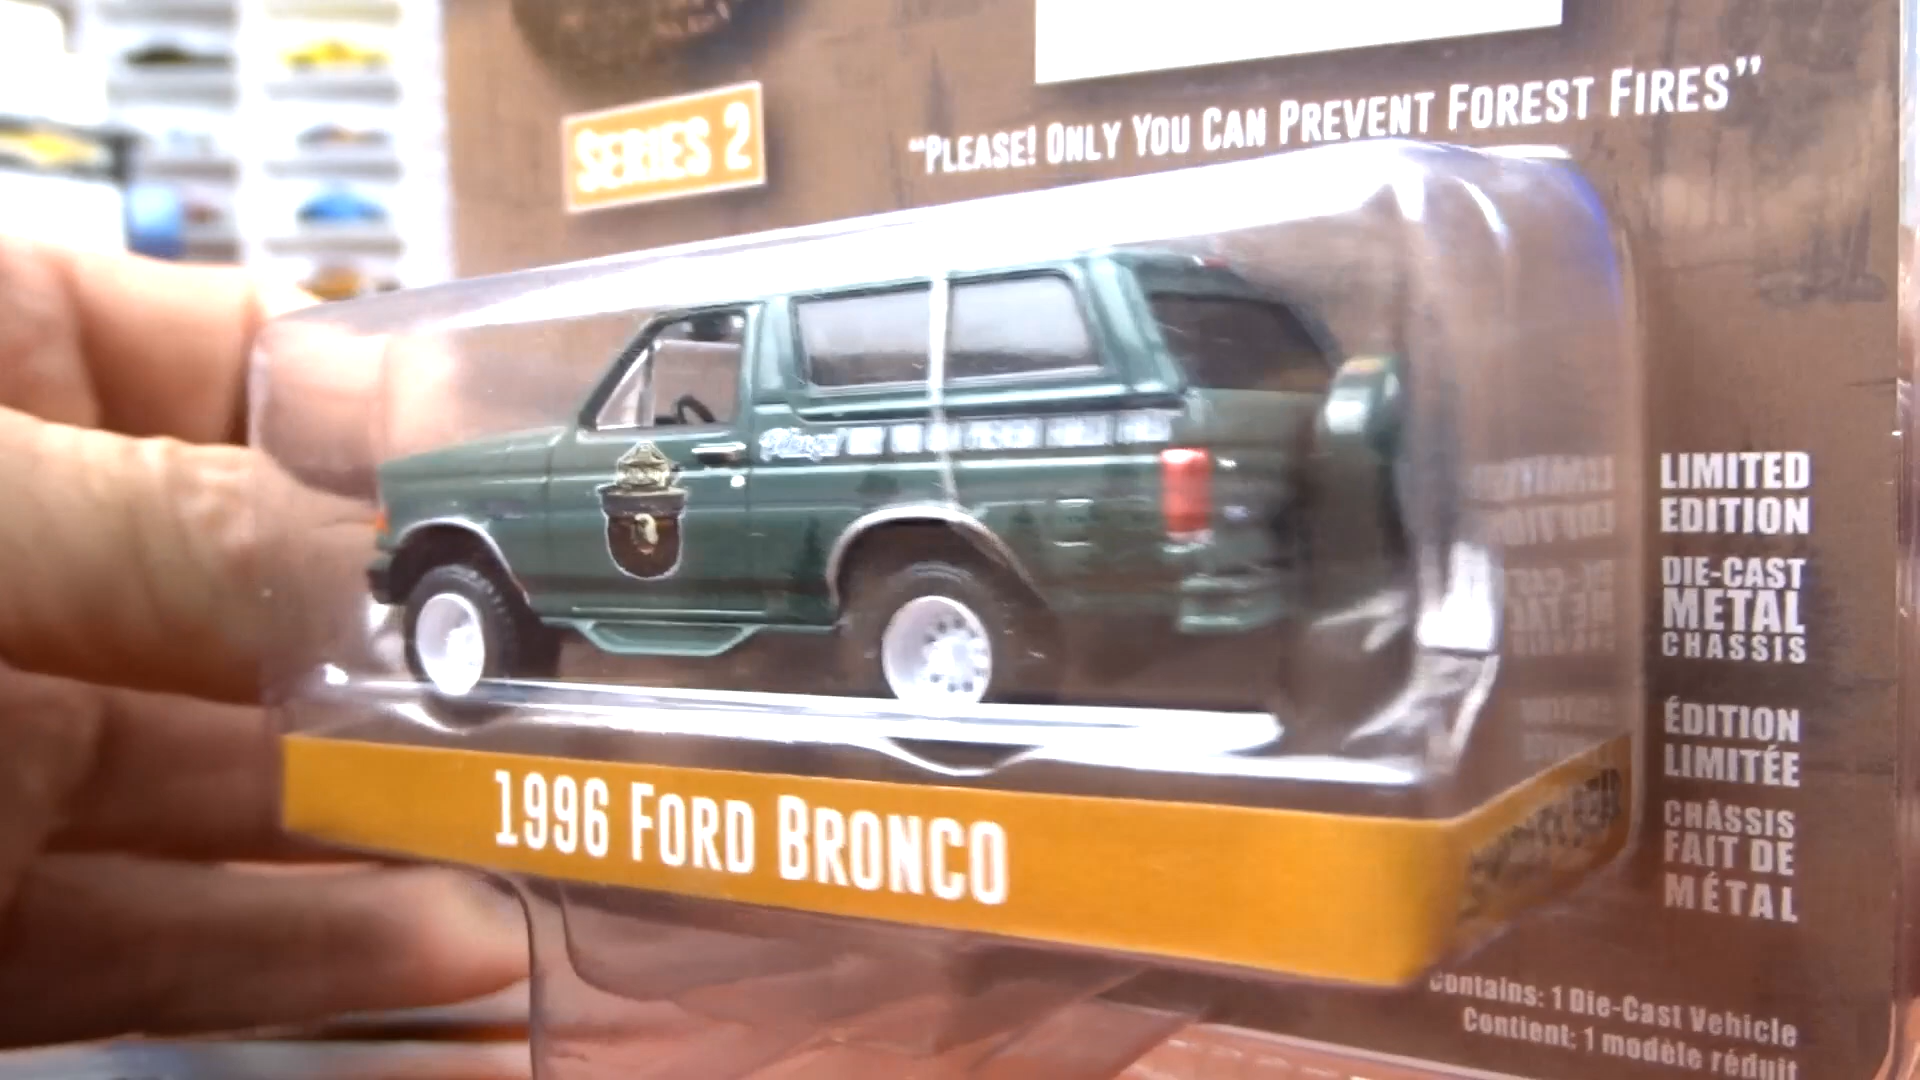 SERIES 2
“PLEASE! ONLY YOU CAN PREVENT FOREST FIRES”
LIMITED
EDITION
DIE-CAST
METAL
CHASSIS
ÉDITION
LIMITÉE
CHÂSSIS
FAIT DE
MÉTAL
1996 FORD BRONCO
Contains: 1 Die-Cast Vehicle
Contient: 1 modèle réduit